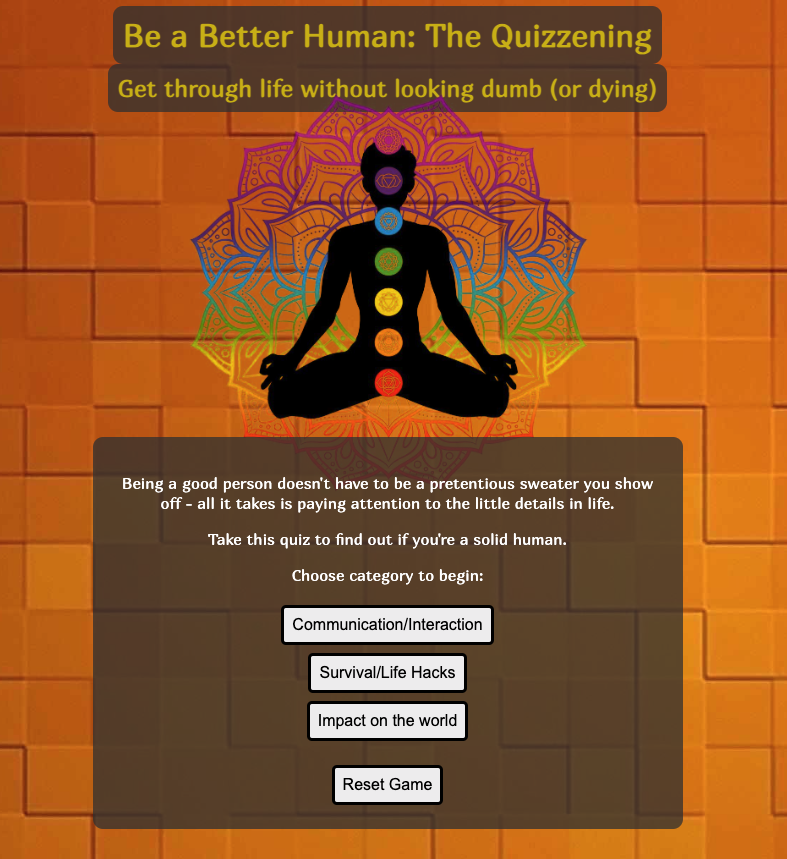 Be a Better Human: The Quizzening
Get through life without looking dumb (or dying)
Being a good person doesn't have to be a pretentious sweater you show
off - all it takes is paying attention to the little details in life.
Take this quiz to find out if you're a solid human.
Choose category to begin:
Communication/Interaction
Survival/Life Hacks
Impact on the world
Reset Game